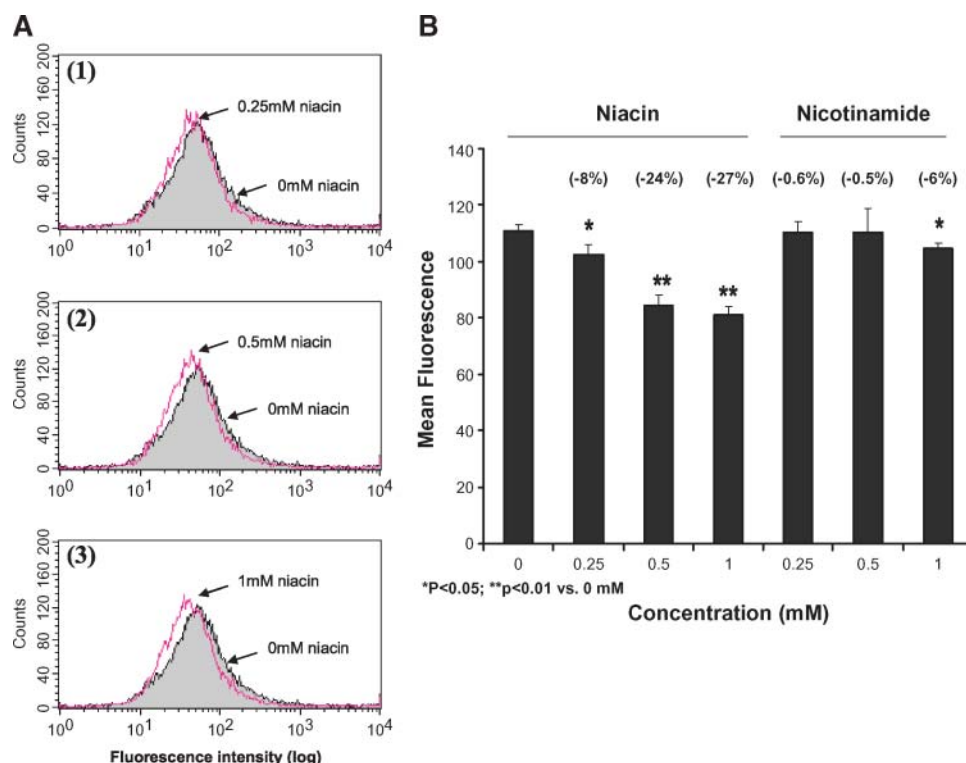 A
(1)
Counts
0 40 80 120 160 200
0.25mM niacin
0mM niacin
10^0 10^1 10^2 10^3 10^4
(2)
Counts
0 40 80 120 160 200
0.5mM niacin
0mM niacin
10^0 10^1 10^2 10^3 10^4
(3)
Counts
0 40 80 120 160 200
1mM niacin
0mM niacin
10^0 10^1 10^2 10^3 10^4
Fluorescence intensity (log)
B
Niacin Nicotinamide
Mean Fluorescence
140
120
100
80
60
40
20
0
(-8%) (-24%) (-27%) (-0.6%) (-0.5%) (-6%)
* ** ** *
0 0.25 0.5 1 0.25 0.5 1
*P<0.05; **p<0.01 vs. 0 mM
Concentration (mM)